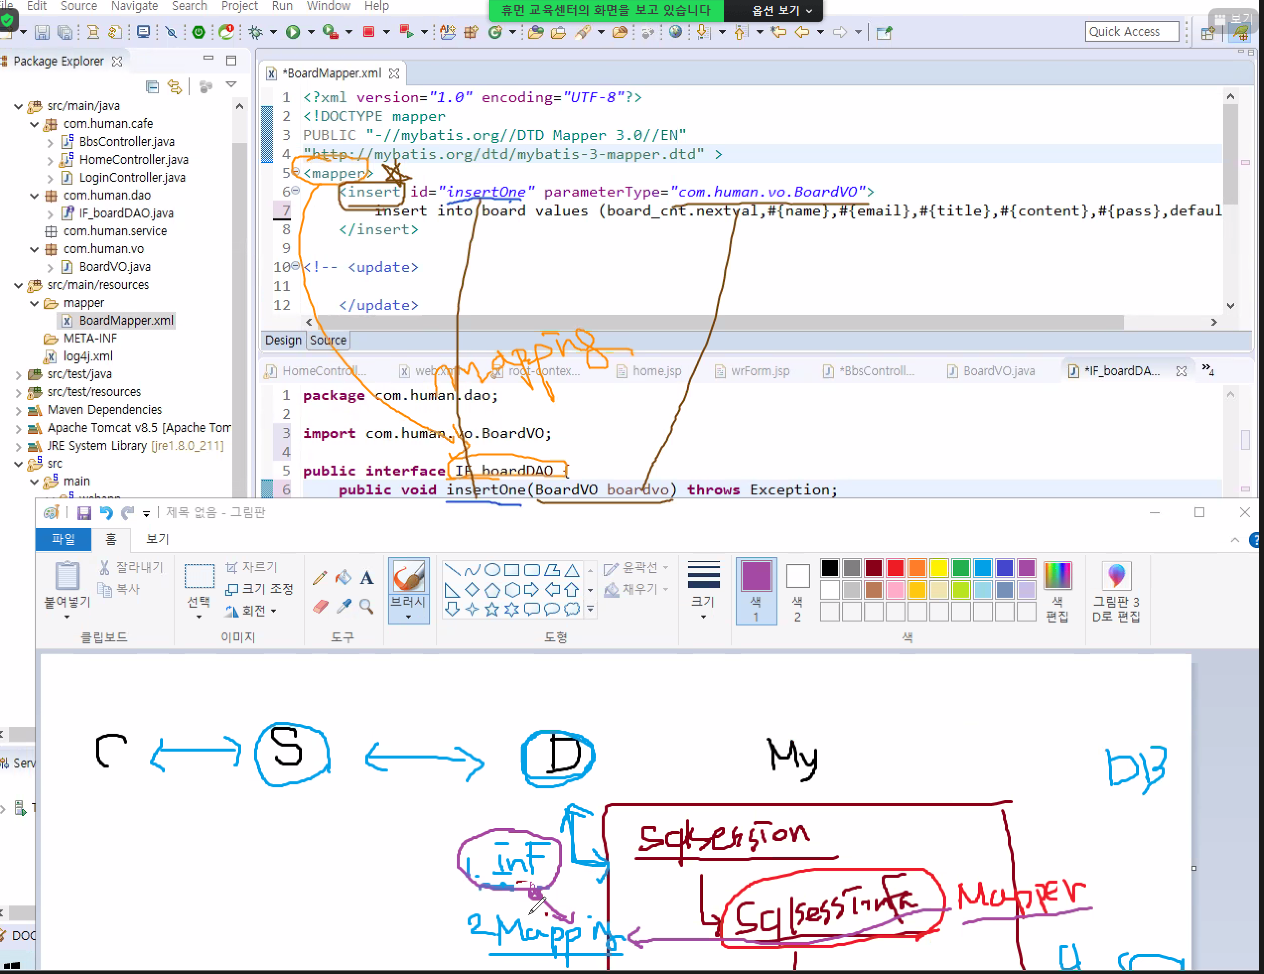 File Edit Source Navigate Search Project Run Window Help
휴먼 교육센터의 화면을 보고 있습니다 옵션 보기
보기
Quick Access
Package Explorer
src/main/java
com.human.cafe
BbsController.java
HomeController.java
LoginController.java
com.human.dao
IF_boardDAO.java
com.human.service
com.human.vo
BoardVO.java
src/main/resources
mapper
BoardMapper.xml
META-INF
log4j.xml
src/test/java
src/test/resources
Maven Dependencies
Apache Tomcat v8.5 [Apache Tom
JRE System Library [jre1.8.0_211]
src
main
*BoardMapper.xml
1 <?xml version="1.0" encoding="UTF-8"?>
2 <!DOCTYPE mapper
3 PUBLIC "-//mybatis.org//DTD Mapper 3.0//EN"
4 "http://mybatis.org/dtd/mybatis-3-mapper.dtd" >
5 <mapper>
6 <insert id="insertOne" parameterType="com.human.vo.BoardVO">
7 insert into board values (board_cnt.nextval,#{name},#{email},#{title},#{content},#{pass},defaul
8 </insert>
9
10 <!-- <update>
12 </update>
Design Source
mapping
HomeControll... web.xml root-contex... home.jsp wrForm.jsp *BbsControll... BoardVO.java *IF_boardDA... »4
1 package com.human.dao;
2
3 import com.human.vo.BoardVO;
4
5 public interface IF_boardDAO {
6 public void insertOne(BoardVO boardvo) throws Exception;
제목 없음 - 그림판
파일 홈 보기
붙여넣기 잘라내기 복사 클립보드
선택 자르기 크기 조정 회전 이미지
도구
브러시
윤곽선 채우기 도형
크기
색 1 색 2 색 편집 색
그림판 3D로 편집
Serv
DOC
C S D My DB
sqlsession
1. inF
Mapper
2 Mapping